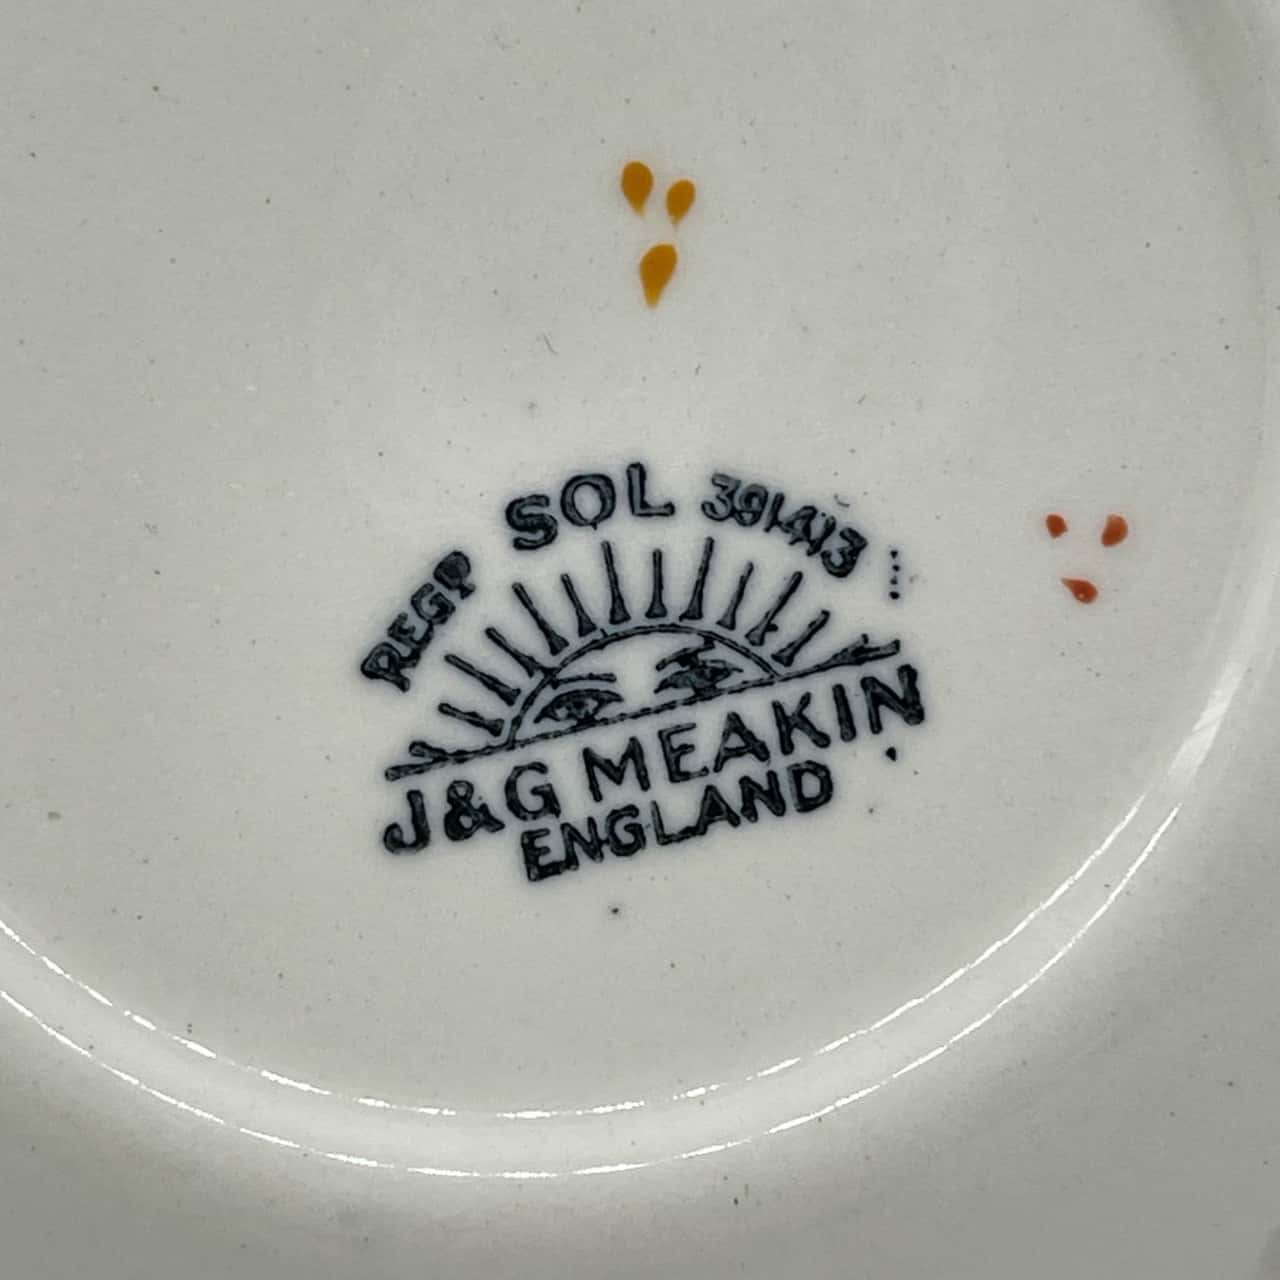 REGD SOL 391413
J&G MEAKIN
ENGLAND